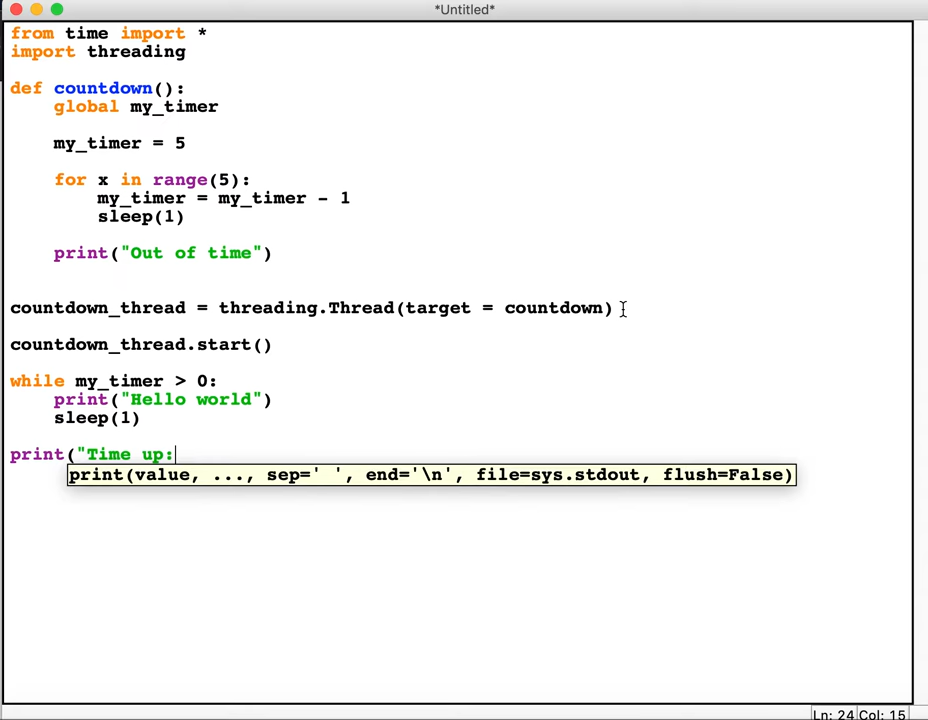 *Untitled*
from time import *
import threading
def countdown():
    global my_timer
    my_timer = 5
    for x in range(5):
        my_timer = my_timer - 1
        sleep(1)
    print("Out of time")
countdown_thread = threading.Thread(target = countdown)
countdown_thread.start()
while my_timer > 0:
    print("Hello world")
    sleep(1)
print("Time up:
print(value, ..., sep=' ', end='\n', file=sys.stdout, flush=False)
Ln: 24 Col: 15